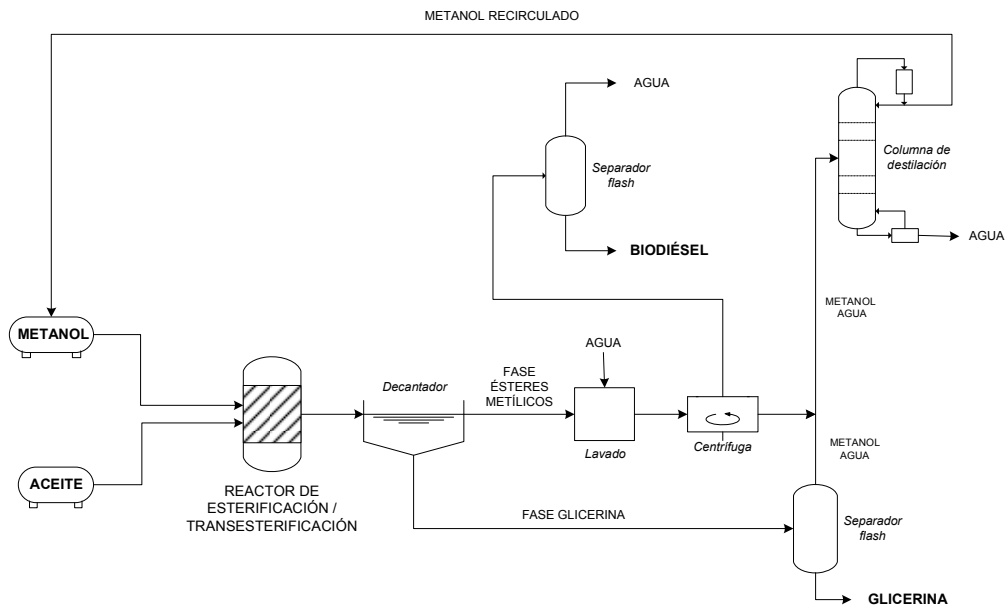 METANOL RECIRCULADO
AGUA
Separador
flash
BIODIÉSEL
Columna de
destilación
AGUA
METANOL
AGUA
METANOL
ACEITE
REACTOR DE
ESTERIFICACIÓN /
TRANSESTERIFICACIÓN
Decantador
FASE
ÉSTERES
METÍLICOS
AGUA
Lavado
Centrífuga
METANOL
AGUA
FASE GLICERINA
Separador
flash
GLICERINA